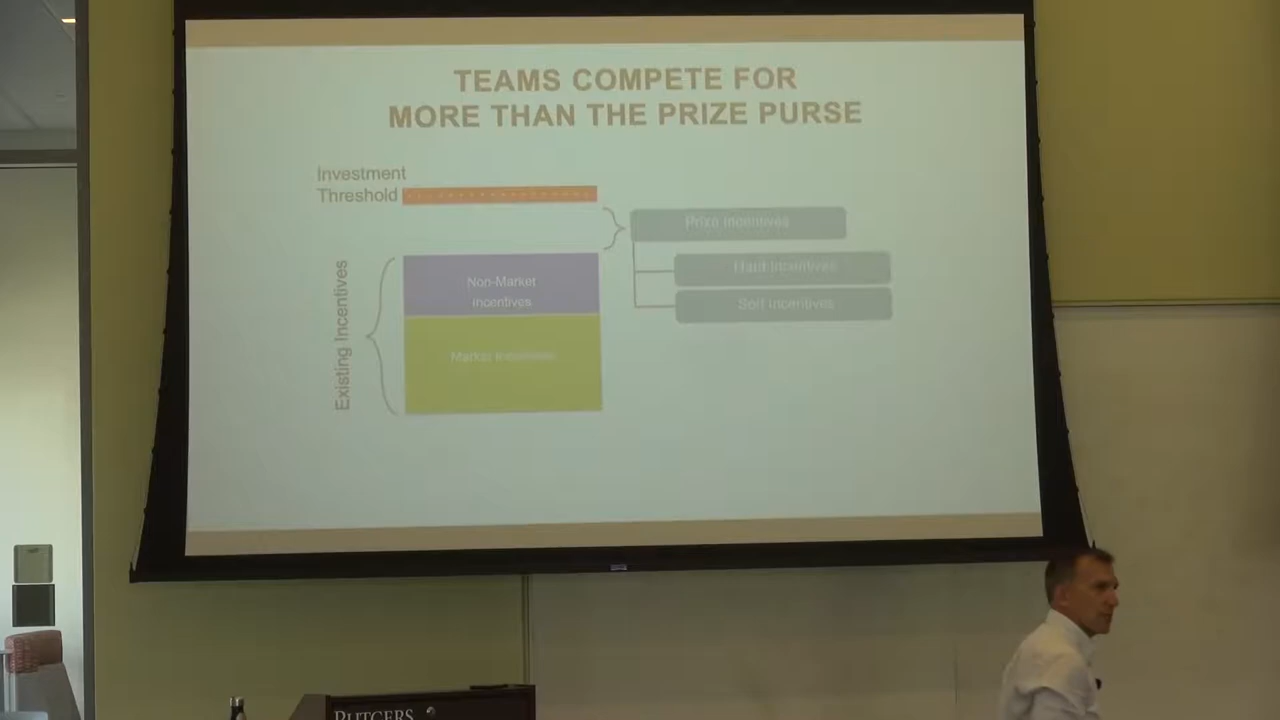 TEAMS COMPETE FOR
MORE THAN THE PRIZE PURSE
Investment
Threshold
Prize Incentives
Hard Incentives
Soft Incentives
Existing Incentives
Non-Market
Incentives
Market Incentives
RUTGERS